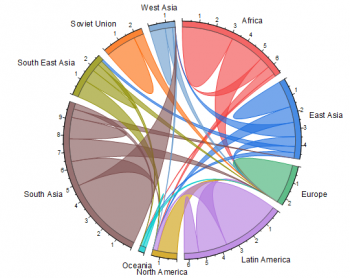 West Asia
Soviet Union
Africa
South East Asia
East Asia
South Asia
Europe
Oceania
North America
Latin America